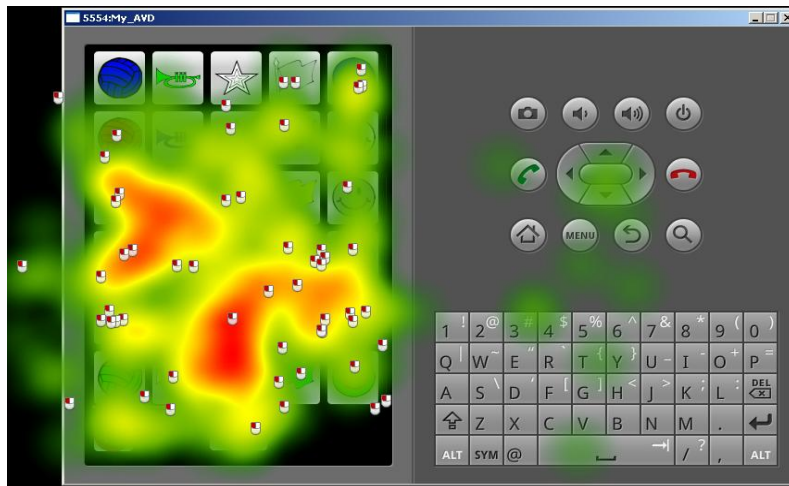 5554:My_AVD
MENU
1 ! 2 @ 3 # 4 $ 5 % 6 ^ 7 & 8 * 9 ( 0 )
Q | W ~ E " R ` T { Y } U _ I - O + P =
A S \ D ' F [ G ] H < J > K ; L : DEL
Z X C V B N M .
ALT SYM @ / ? , ALT